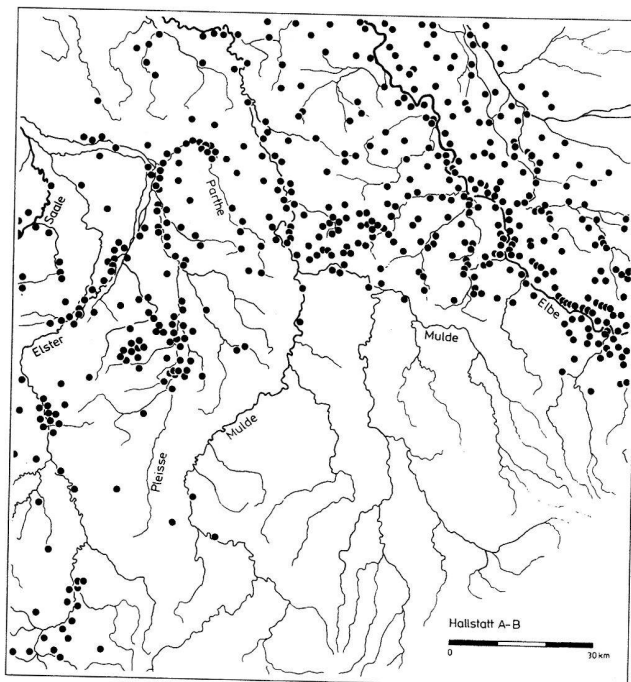 Parthe
Saale
Elbe
Elster
Mulde
Mulde
Pleisse
Hallstatt A-B
0 30 km